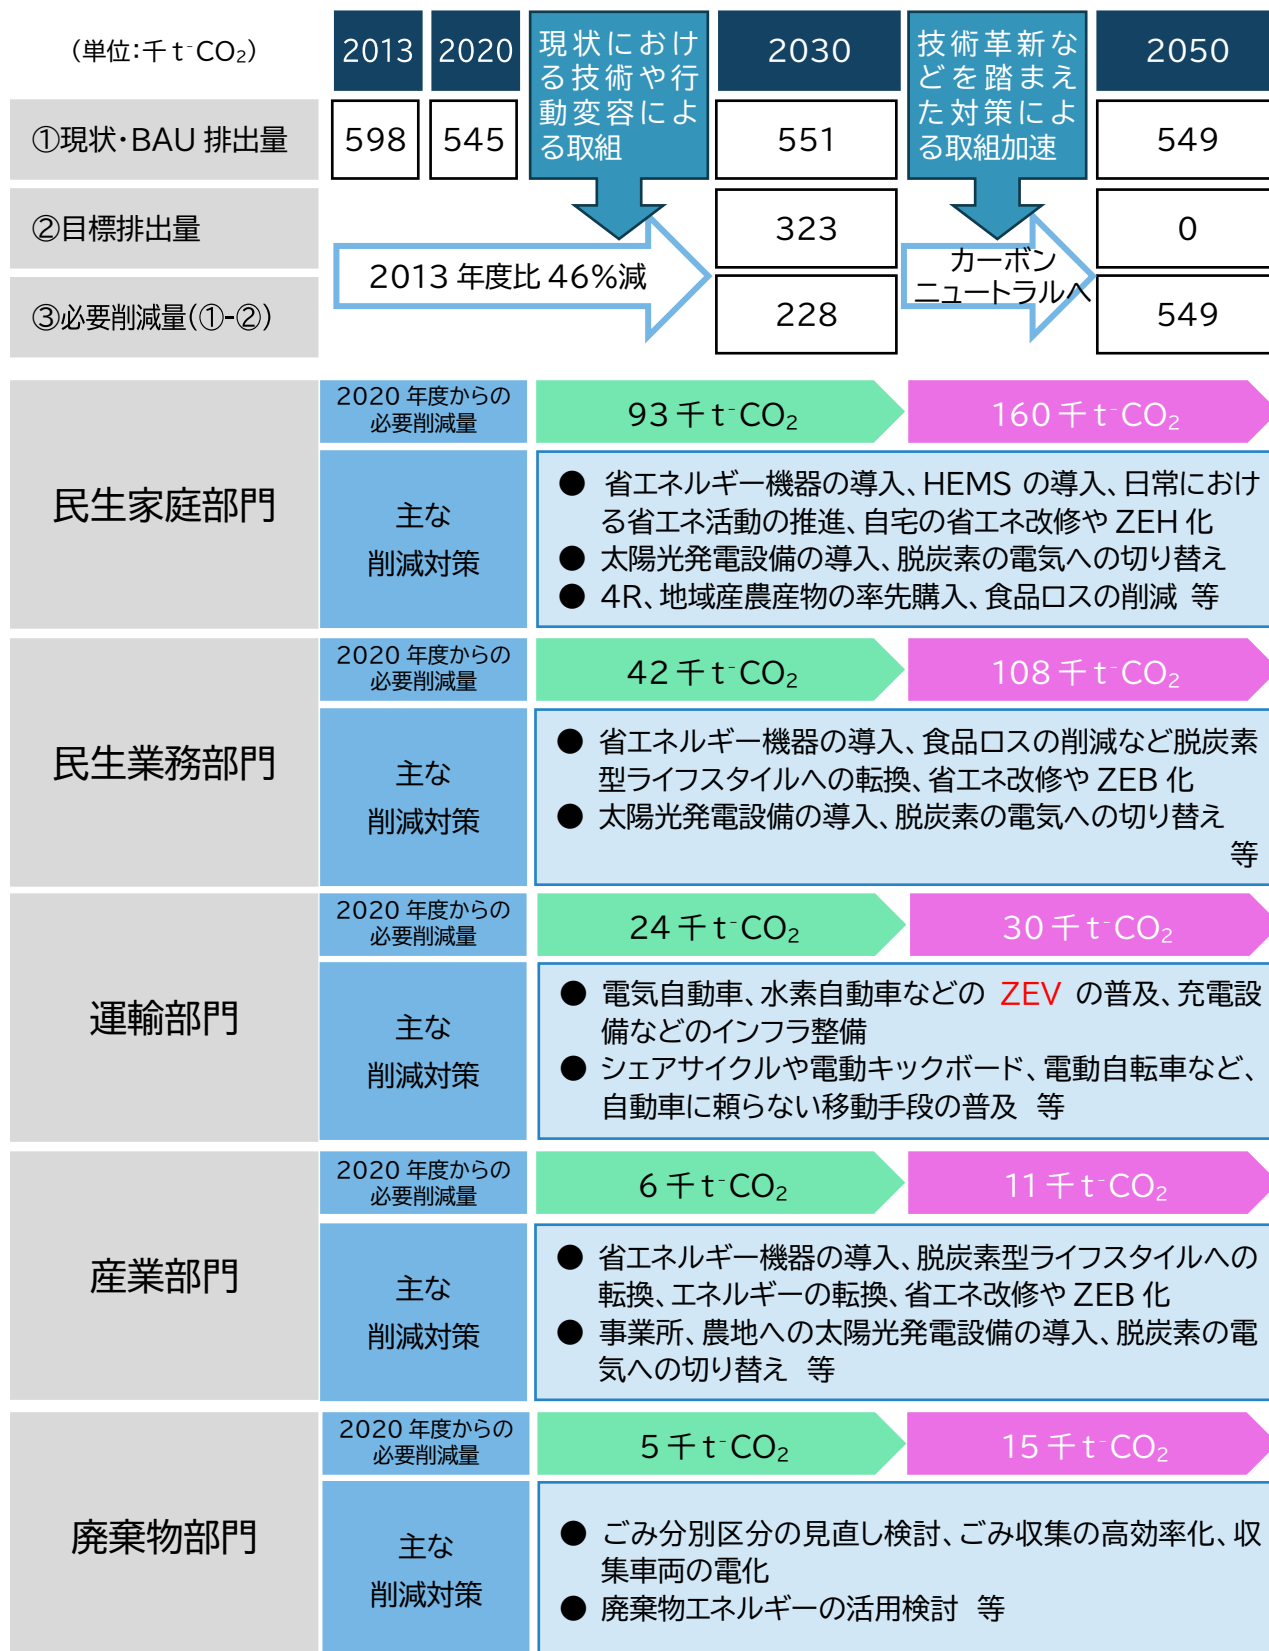 （単位：千ｔ-CO₂）
2013
2020
現状におけ
る技術や行
動変容によ
る取組
2030
技術革新な
どを踏まえ
た対策によ
る取組加速
2050
①現状・BAU 排出量
598
545
551
549
②目標排出量
323
0
2013 年度比 46%減
カーボン
ニュートラルへ
③必要削減量（①-②）
228
549
民生家庭部門
2020 年度からの
必要削減量
93 千ｔ-CO₂
160 千ｔ-CO₂
主な
削減対策
● 省エネルギー機器の導入、HEMS の導入、日常におけ
る省エネ活動の推進、自宅の省エネ改修や ZEH 化
● 太陽光発電設備の導入、脱炭素の電気への切り替え
● 4R、地域産農産物の率先購入、食品ロスの削減 等
民生業務部門
2020 年度からの
必要削減量
42 千ｔ-CO₂
108 千ｔ-CO₂
主な
削減対策
● 省エネルギー機器の導入、食品ロスの削減など脱炭素
型ライフスタイルへの転換、省エネ改修や ZEB 化
● 太陽光発電設備の導入、脱炭素の電気への切り替え
等
運輸部門
2020 年度からの
必要削減量
24 千ｔ-CO₂
30 千ｔ-CO₂
主な
削減対策
● 電気自動車、水素自動車などの ZEV の普及、充電設
備などのインフラ整備
● シェアサイクルや電動キックボード、電動自転車など、
自動車に頼らない移動手段の普及 等
産業部門
2020 年度からの
必要削減量
6 千ｔ-CO₂
11 千ｔ-CO₂
主な
削減対策
● 省エネルギー機器の導入、脱炭素型ライフスタイルへの
転換、エネルギーの転換、省エネ改修や ZEB 化
● 事業所、農地への太陽光発電設備の導入、脱炭素の電
気への切り替え 等
廃棄物部門
2020 年度からの
必要削減量
5 千ｔ-CO₂
15 千ｔ-CO₂
主な
削減対策
● ごみ分別区分の見直し検討、ごみ収集の高効率化、収
集車両の電化
● 廃棄物エネルギーの活用検討 等